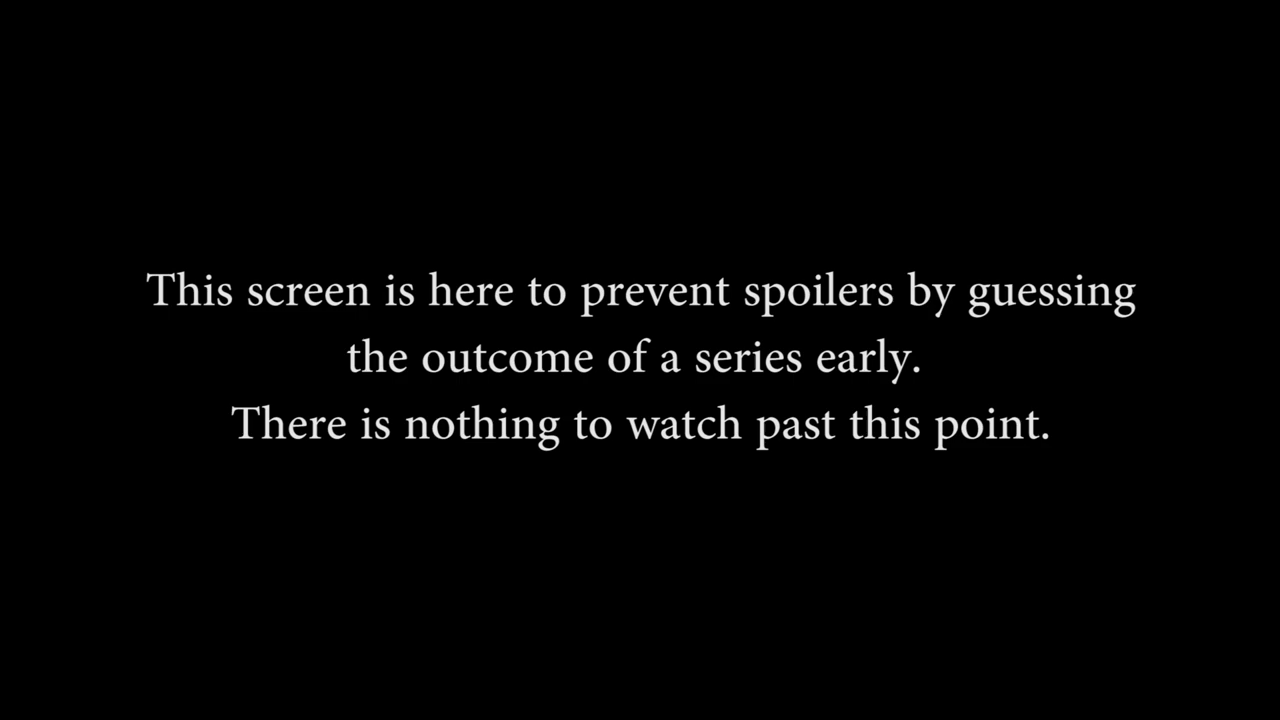 This screen is here to prevent spoilers by guessing
the outcome of a series early.
There is nothing to watch past this point.